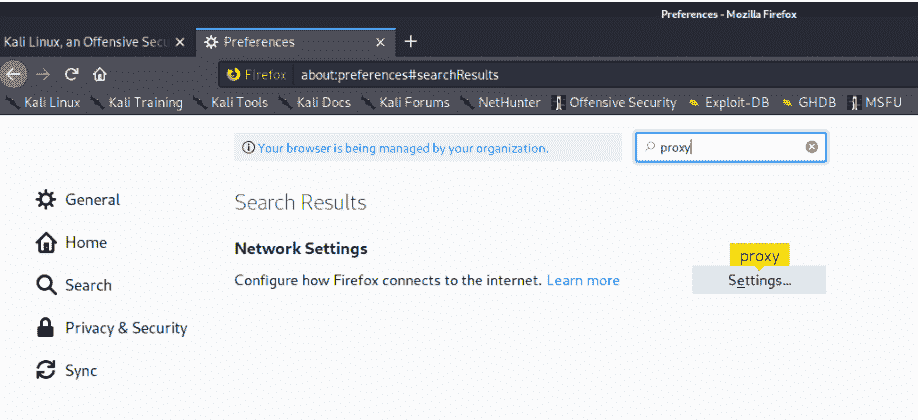 Preferences - Mozilla Firefox
Kali Linux, an Offensive Sec
Preferences
Firefox about:preferences#searchResults
Kali Linux Kali Training Kali Tools Kali Docs Kali Forums NetHunter Offensive Security Exploit-DB GHDB MSFU
Your browser is being managed by your organization.
proxy
General
Home
Search
Privacy & Security
Sync
Search Results
Network Settings
Configure how Firefox connects to the internet. Learn more
proxy
Settings...